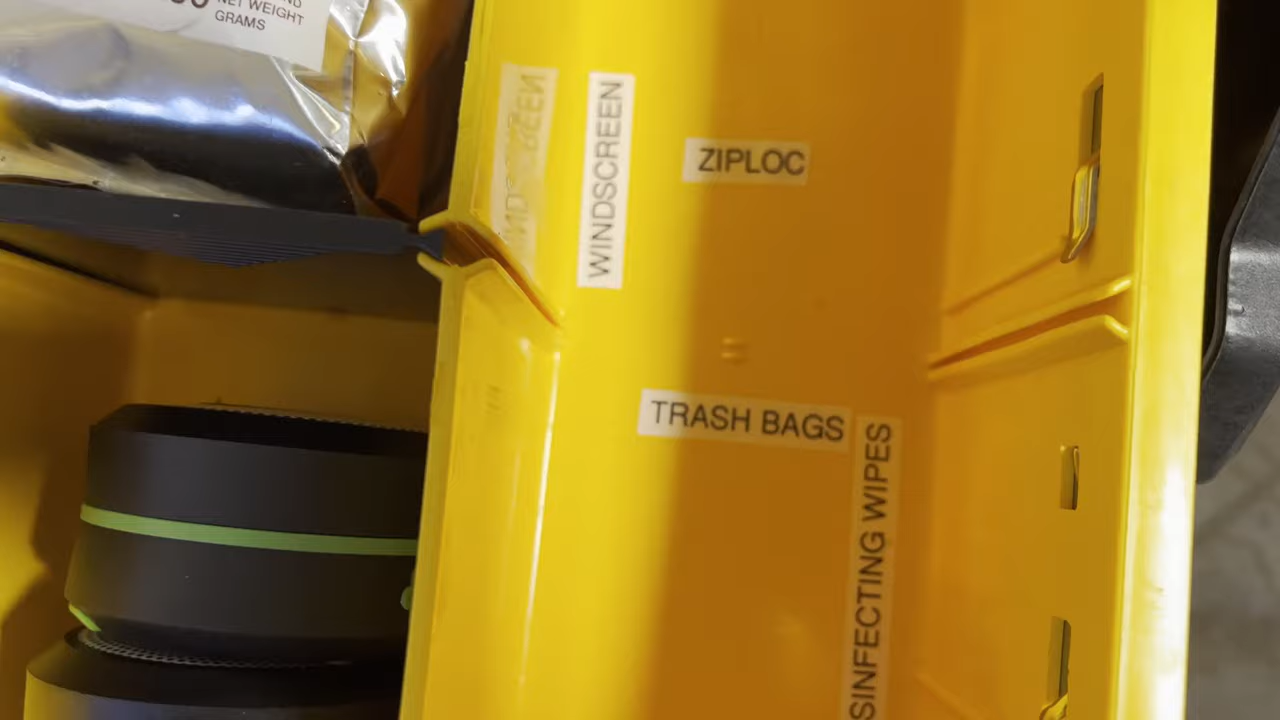 NET WEIGHT
GRAMS
WINDSCREEN
ZIPLOC
TRASH BAGS
SINFECTING WIPES